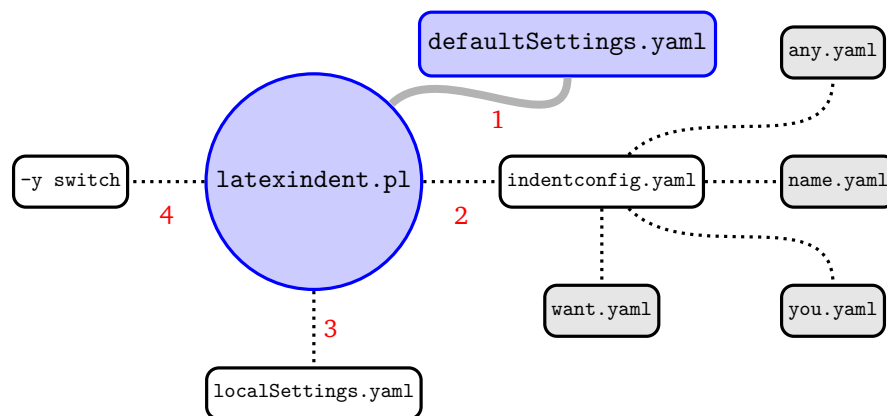 defaultSettings.yaml
any.yaml
1
-y switch
latexindent.pl
indentconfig.yaml
name.yaml
4
2
want.yaml
you.yaml
3
localSettings.yaml